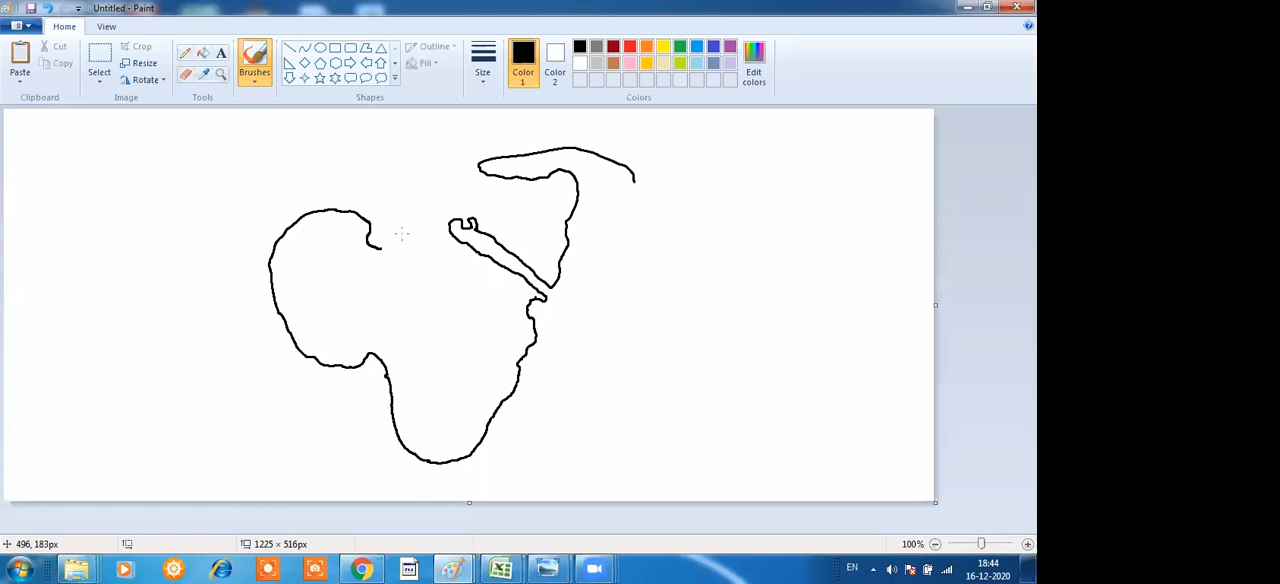 Untitled - Paint
Home View
Paste
Cut
Copy
Clipboard
Select
Crop
Resize
Rotate
Image
A
Tools
Brushes
Outline
Fill
Shapes
Size
Color 1
Color 2
Edit colors
Colors
496, 183px
1225 × 516px
100%
EN
18:44
16-12-2020